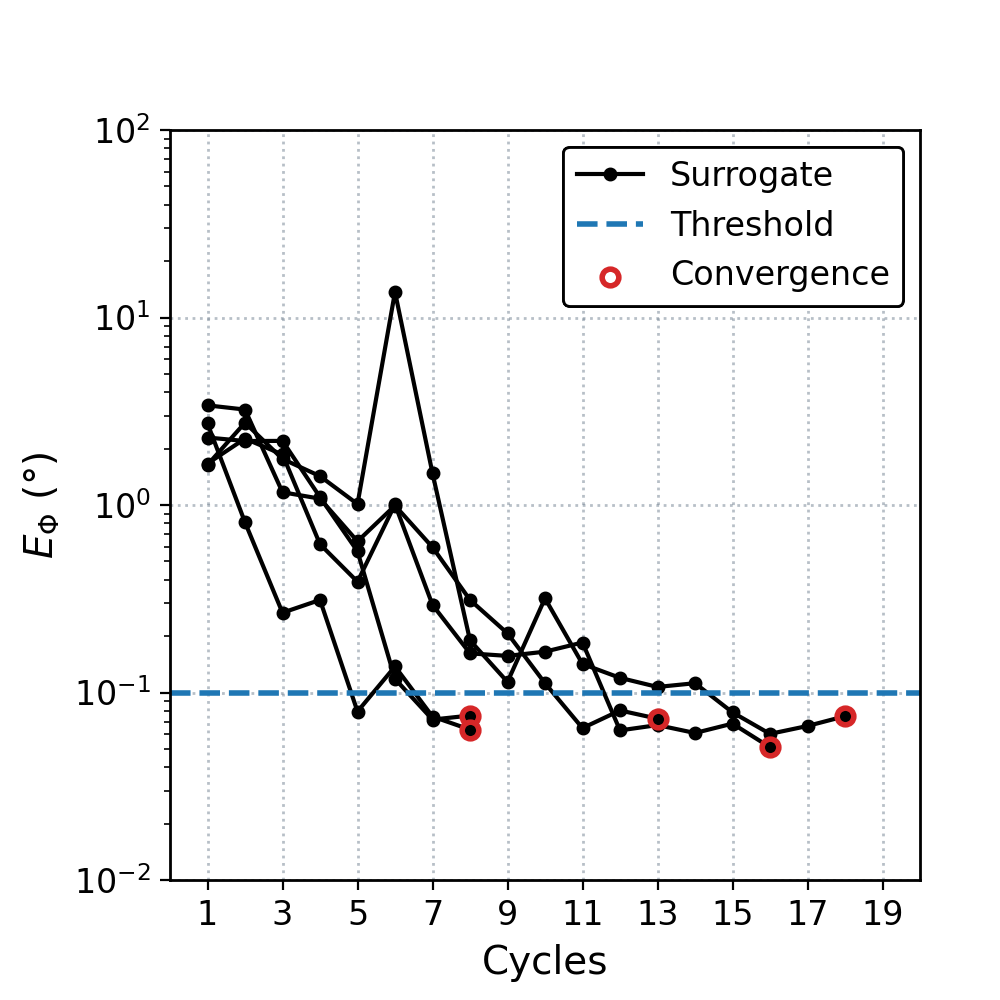 10²
10¹
10⁰
10⁻¹
10⁻²
E_Φ (°)
Surrogate
Threshold
Convergence
1 3 5 7 9 11 13 15 17 19
Cycles